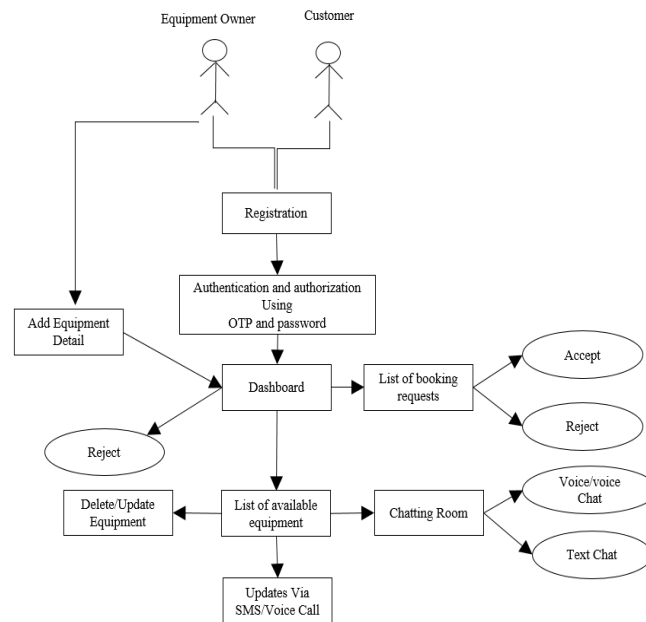 Equipment Owner
Customer
Registration
Authentication and authorization
Using
OTP and password
Add Equipment
Detail
Dashboard
List of booking
requests
Accept
Reject
Reject
Delete/Update
Equipment
List of available
equipment
Chatting Room
Voice/voice
Chat
Text Chat
Updates Via
SMS/Voice Call